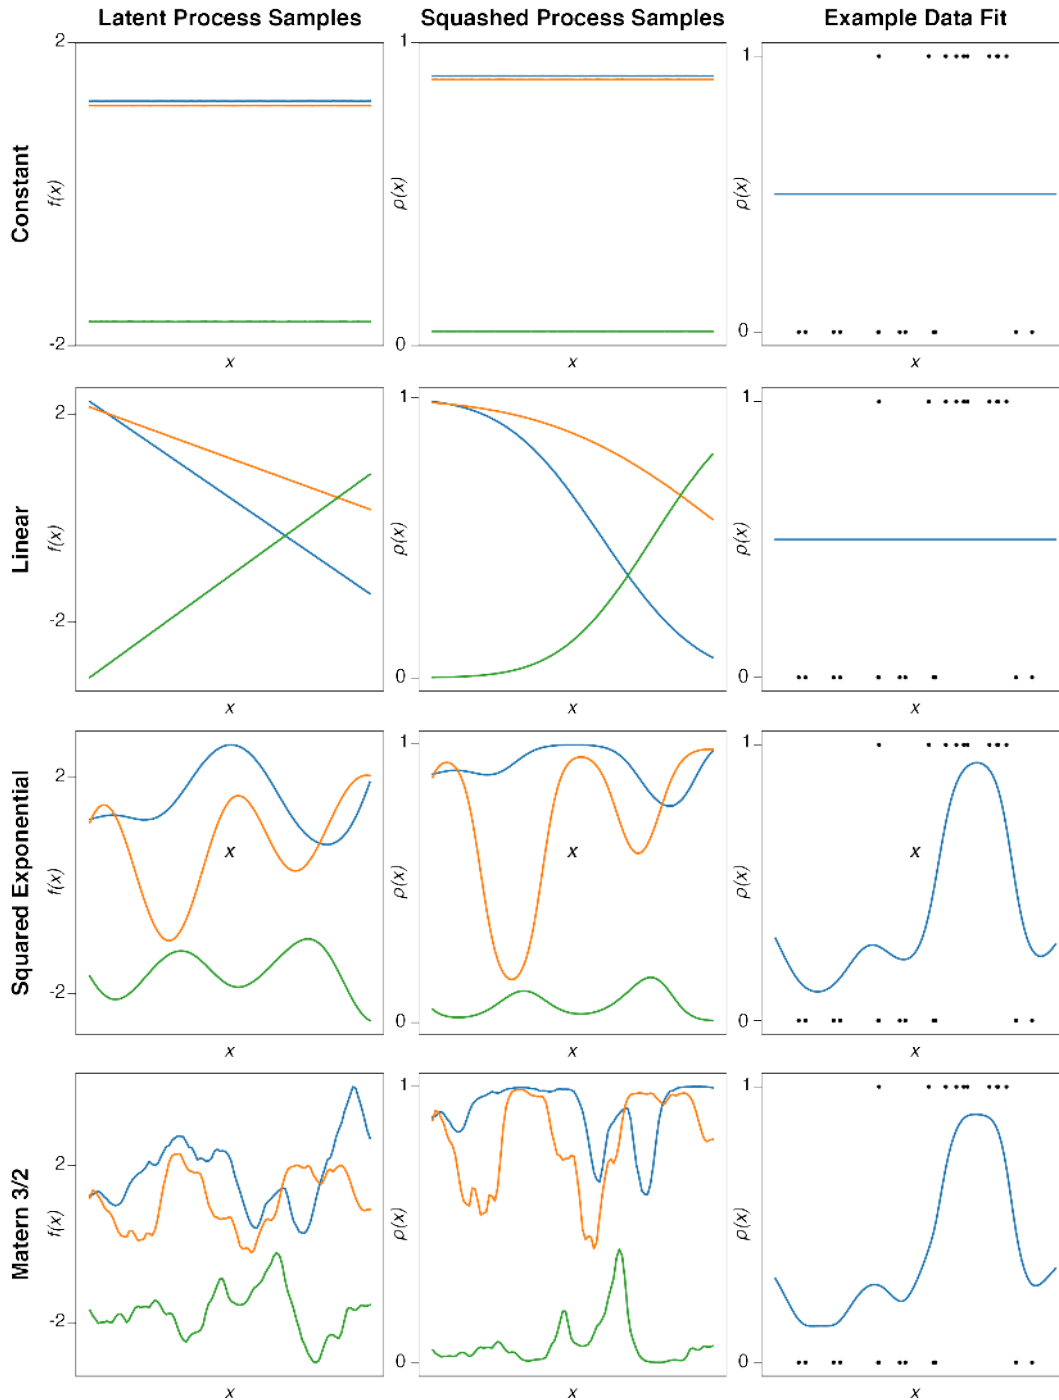 Latent Process Samples Squashed Process Samples Example Data Fit
Constant
2
f(x)
-2
x
1
ρ(x)
0
x
1
ρ(x)
0
x
Linear
2
f(x)
-2
x
1
ρ(x)
0
x
1
ρ(x)
0
x
Squared Exponential
2
x
f(x)
-2
x
1
x
ρ(x)
0
x
1
x
ρ(x)
0
x
Matern 3/2
2
f(x)
-2
x
1
ρ(x)
0
x
1
ρ(x)
0
x